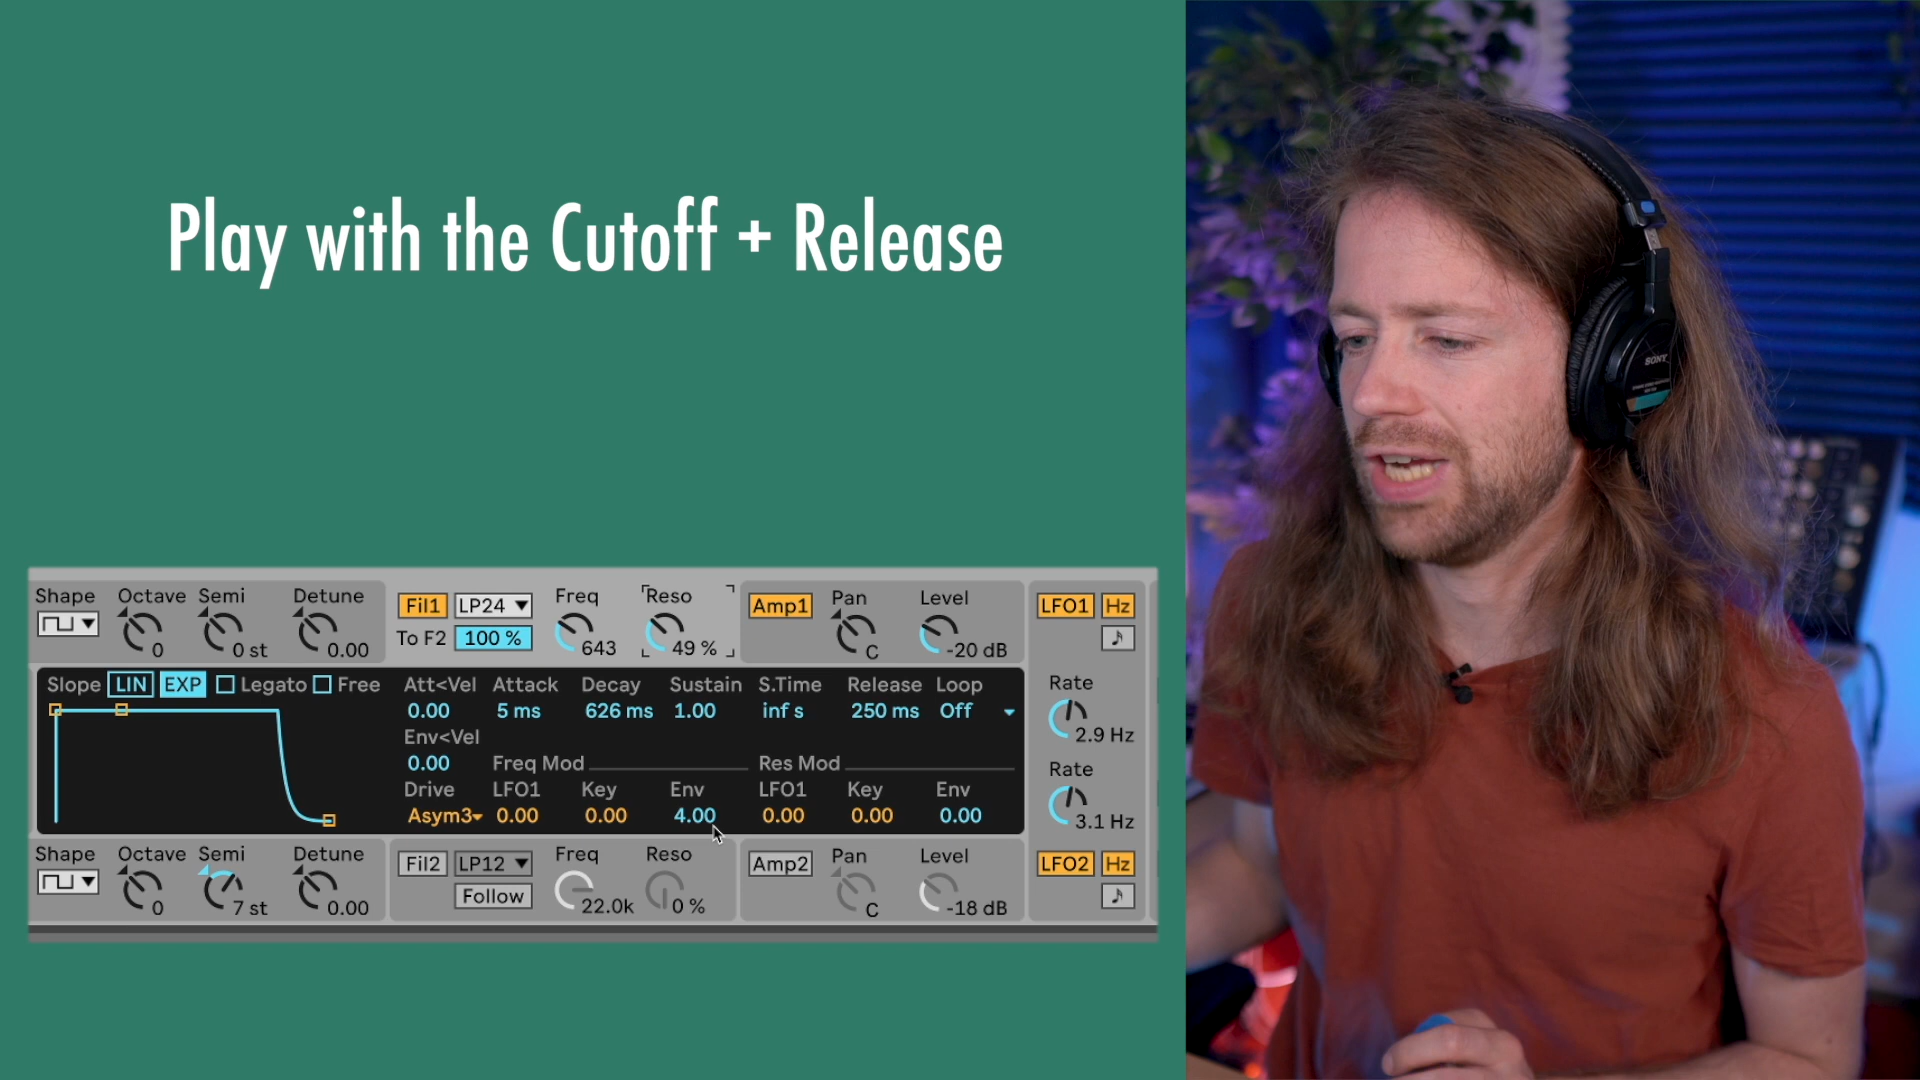 Play with the Cutoff + Release
SONY
Shape Octave Semi Detune Fil1 LP24 Freq Reso Amp1 Pan Level LFO1 Hz
0 0 st 0.00 To F2 100 % 643 49 % C -20 dB ♪
Slope LIN EXP Legato Free Att<Vel Attack Decay Sustain S.Time Release Loop Rate
0.00 5 ms 626 ms 1.00 inf s 250 ms Off 2.9 Hz
Env<Vel
0.00 Freq Mod Res Mod Rate
Drive LFO1 Key Env LFO1 Key Env
Asym3 0.00 0.00 4.00 0.00 0.00 0.00 3.1 Hz
Shape Octave Semi Detune Fil2 LP12 Freq Reso Amp2 Pan Level LFO2 Hz
0 7 st 0.00 Follow 22.0k 0 % C -18 dB ♪